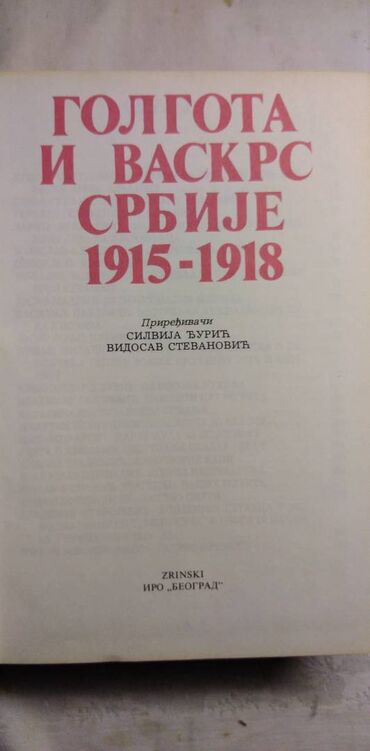 ГОЛГОТА
И ВАСКРС
СРБИЈЕ
1915-1918
Приређивачи
СИЛВИЈА ЂУРИЋ
ВИДОСАВ СТЕВАНОВИЋ
ZRINSKI
ИРО „БЕОГРАД"